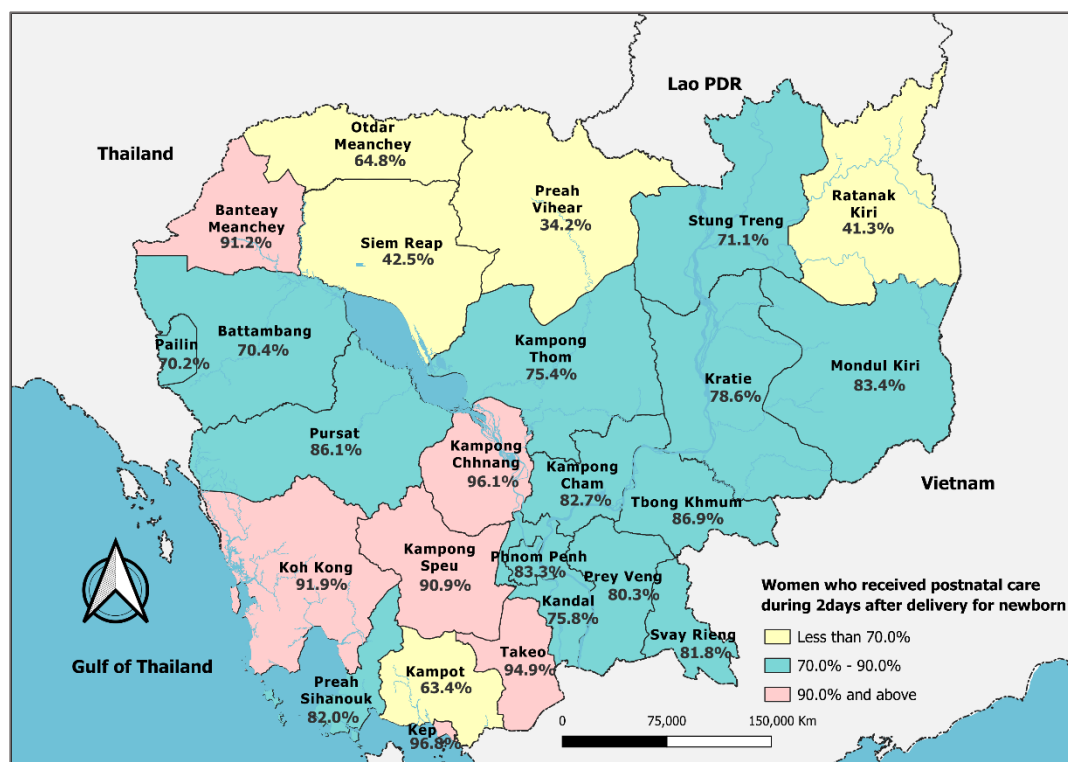 Lao PDR
Thailand
Otdar
Meanchey
64.8%
Banteay
Meanchey
91.2%
Siem Reap
42.5%
Preah
Vihear
34.2%
Stung Treng
71.1%
Ratanak
Kiri
41.3%
Pailin
70.2%
Battambang
70.4%
Kampong
Thom
75.4%
Kratie
78.6%
Mondul Kiri
83.4%
Pursat
86.1%
Kampong
Chhnang
96.1%
Kampong
Cham
82.7%
Tbong Khmum
86.9%
Vietnam
Koh Kong
91.9%
Kampong
Speu
90.9%
Phnom Penh
83.3%
Prey Veng
80.3%
Kandal
75.8%
Svay Rieng
81.8%
Takeo
94.9%
Kampot
63.4%
Preah
Sihanouk
82.0%
Kep
96.8%
Gulf of Thailand
Women who received postnatal care
during 2days after delivery for newborn
Less than 70.0%
70.0% - 90.0%
90.0% and above
0 75,000 150,000 Km